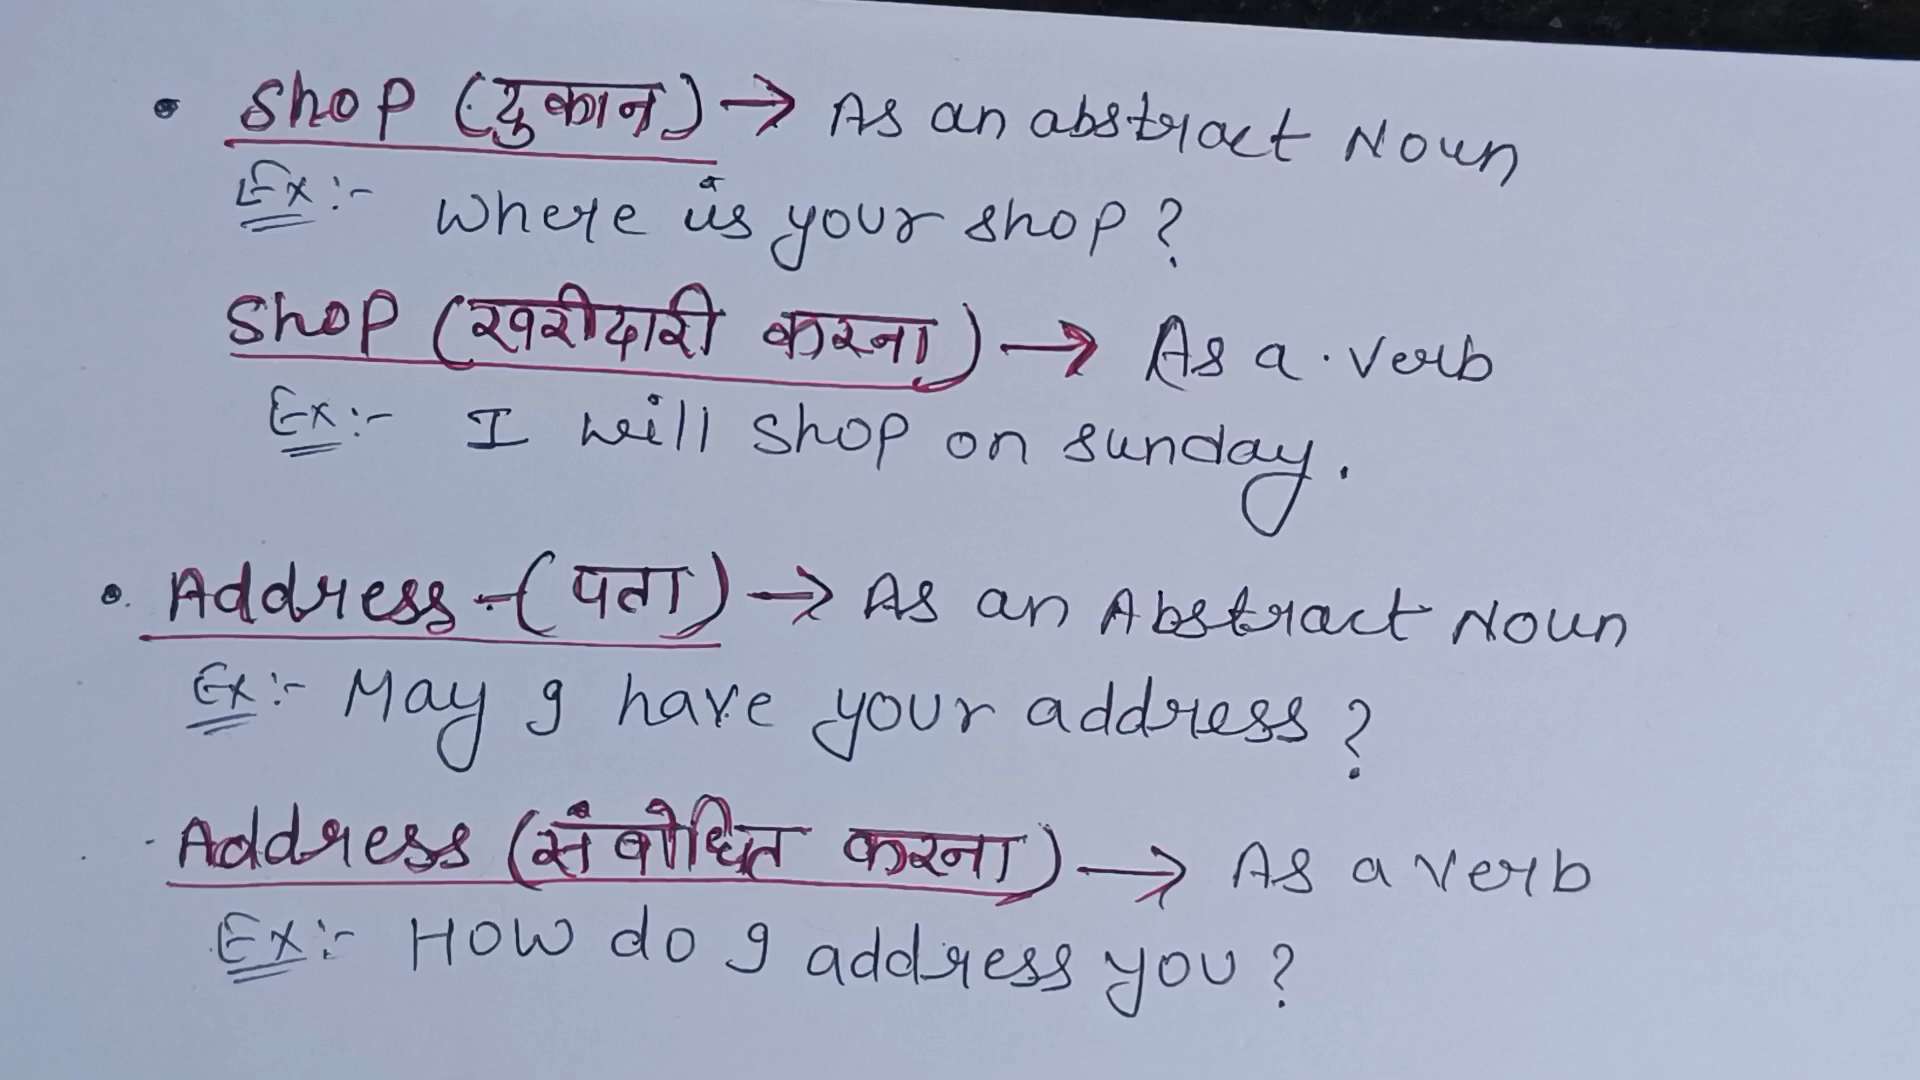 • Shop (दुकान) → As an abstract Noun
Ex:- Where is your shop?
Shop (खरीदारी करना) → As a verb
Ex:- I will shop on sunday.
• Address - (पता) → As an Abstract Noun
Ex:- May I have your address?
Address (संबोधित करना) → As a verb
Ex:- How do I address you?